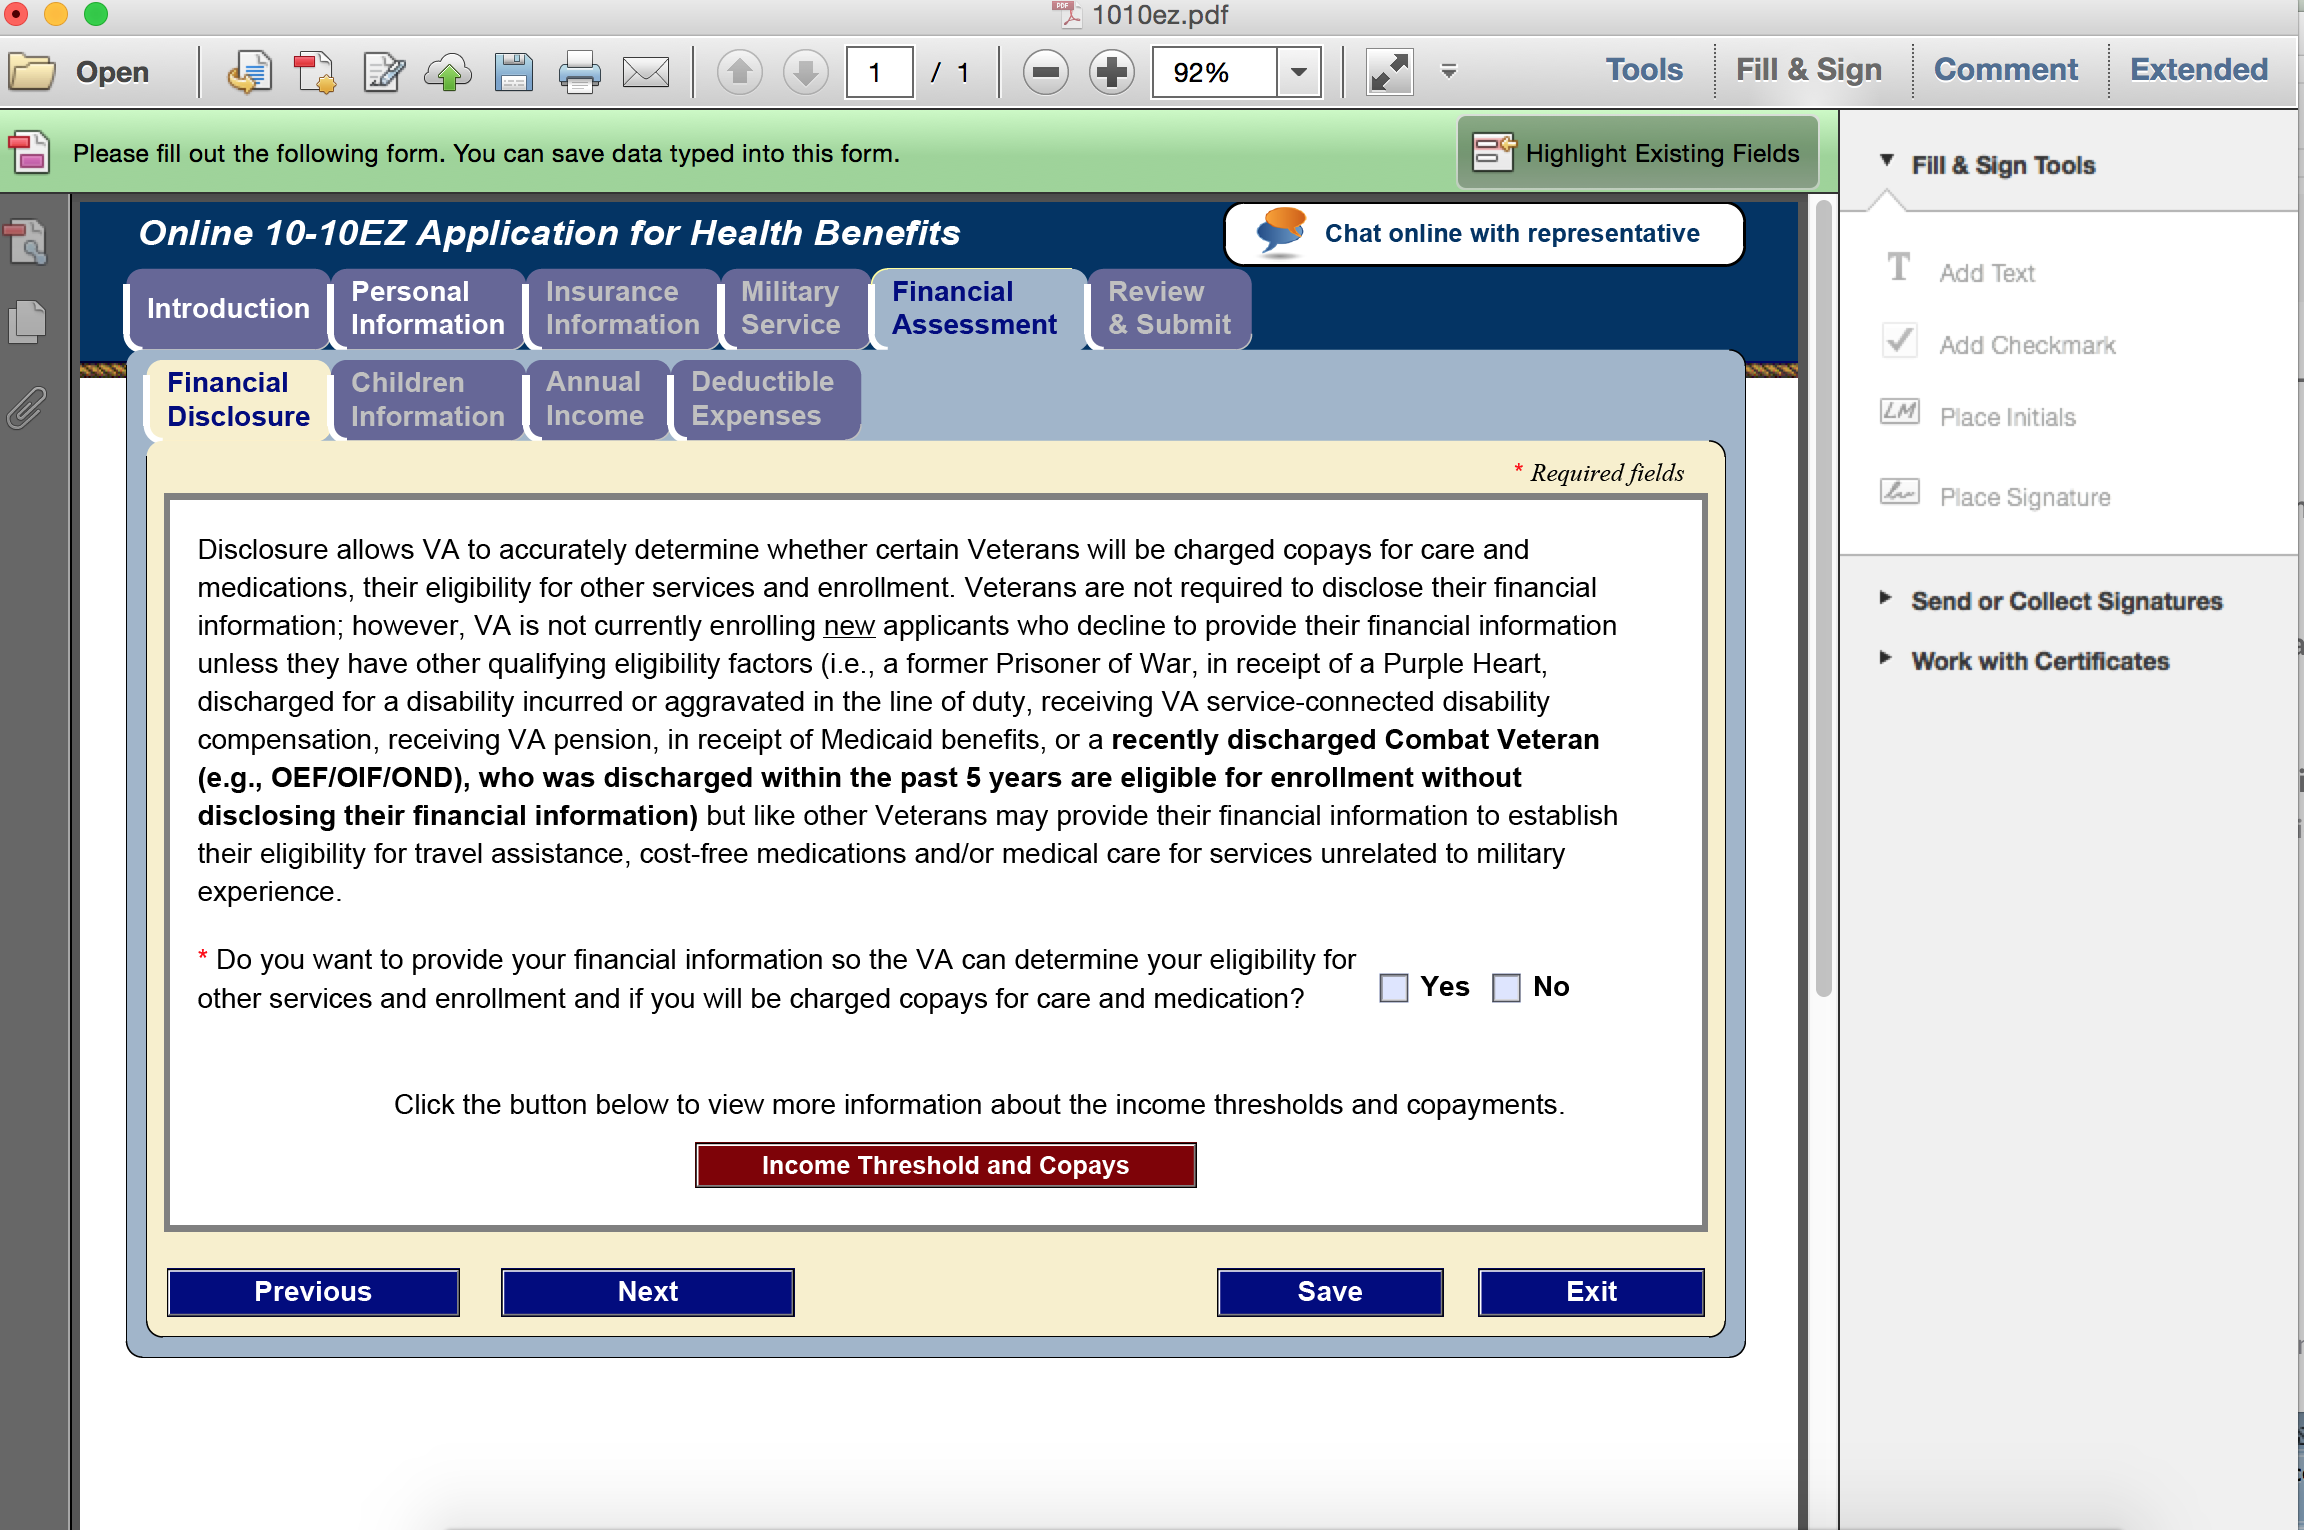 1010ez.pdf
Open
1 / 1
92%
Tools
Fill & Sign
Comment
Extended
Please fill out the following form. You can save data typed into this form.
Highlight Existing Fields
Online 10-10EZ Application for Health Benefits
Chat online with representative
Introduction
Personal
Information
Insurance
Information
Military
Service
Financial
Assessment
Review
& Submit
Financial
Disclosure
Children
Information
Annual
Income
Deductible
Expenses
* Required fields
Disclosure allows VA to accurately determine whether certain Veterans will be charged copays for care and
medications, their eligibility for other services and enrollment. Veterans are not required to disclose their financial
information; however, VA is not currently enrolling new applicants who decline to provide their financial information
unless they have other qualifying eligibility factors (i.e., a former Prisoner of War, in receipt of a Purple Heart,
discharged for a disability incurred or aggravated in the line of duty, receiving VA service-connected disability
compensation, receiving VA pension, in receipt of Medicaid benefits, or a recently discharged Combat Veteran
(e.g., OEF/OIF/OND), who was discharged within the past 5 years are eligible for enrollment without
disclosing their financial information) but like other Veterans may provide their financial information to establish
their eligibility for travel assistance, cost-free medications and/or medical care for services unrelated to military
experience.
* Do you want to provide your financial information so the VA can determine your eligibility for
other services and enrollment and if you will be charged copays for care and medication?
Yes
No
Click the button below to view more information about the income thresholds and copayments.
Income Threshold and Copays
Previous
Next
Save
Exit
Fill & Sign Tools
T Add Text
Add Checkmark
LM Place Initials
Place Signature
Send or Collect Signatures
Work with Certificates